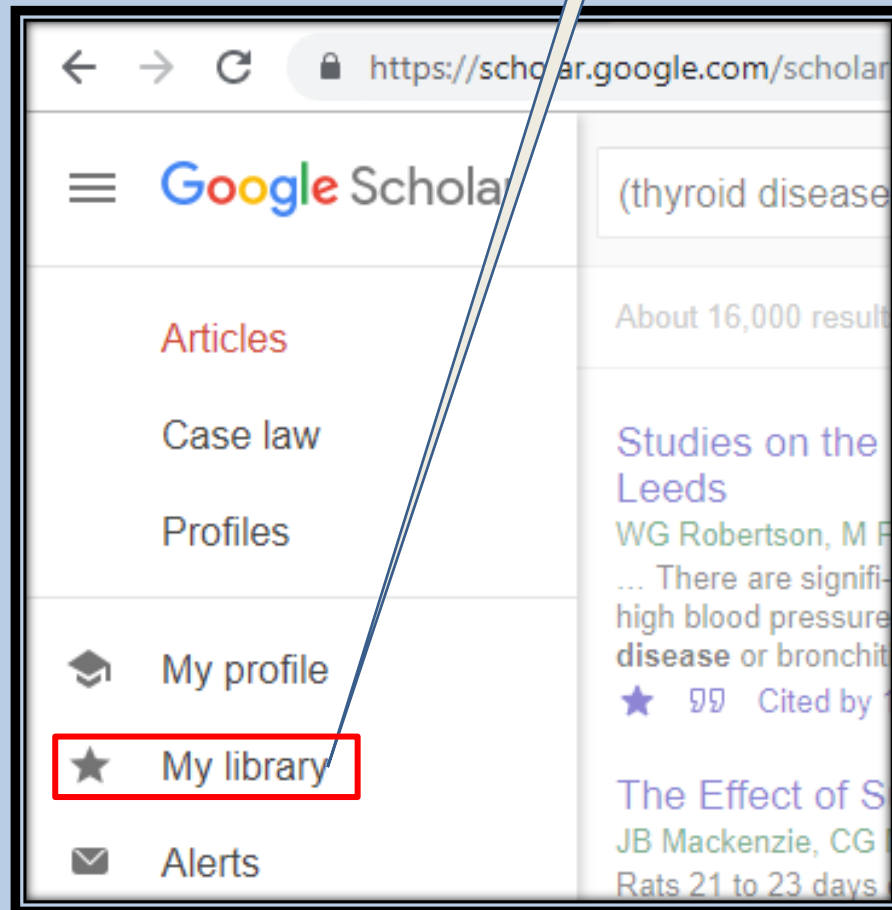 https://scholar.google.com/scholar
Google Scholar
(thyroid disease
About 16,000 result
Articles
Case law
Profiles
My profile
My library
Alerts
Studies on the
Leeds
WG Robertson, M
... There are signifi-
high blood pressure
disease or bronchit
Cited by
The Effect of S
JB Mackenzie, CG
Rats 21 to 23 days